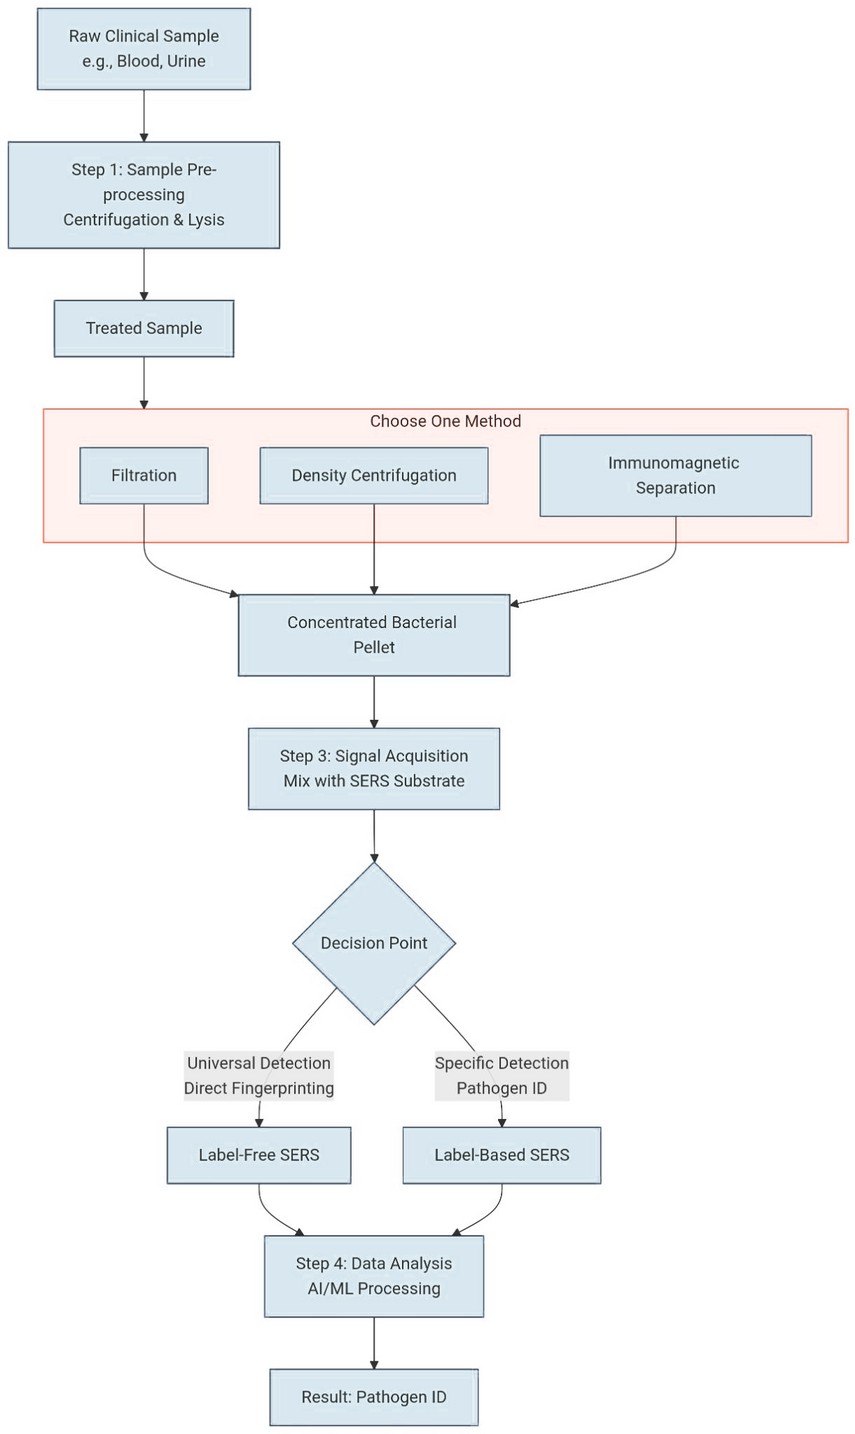 Raw Clinical Sample
e.g., Blood, Urine
Step 1: Sample Pre-
processing
Centrifugation & Lysis
Treated Sample
Choose One Method
Filtration
Density Centrifugation
Immunomagnetic
Separation
Concentrated Bacterial
Pellet
Step 3: Signal Acquisition
Mix with SERS Substrate
Decision Point
Universal Detection
Direct Fingerprinting
Specific Detection
Pathogen ID
Label-Free SERS
Label-Based SERS
Step 4: Data Analysis
AI/ML Processing
Result: Pathogen ID